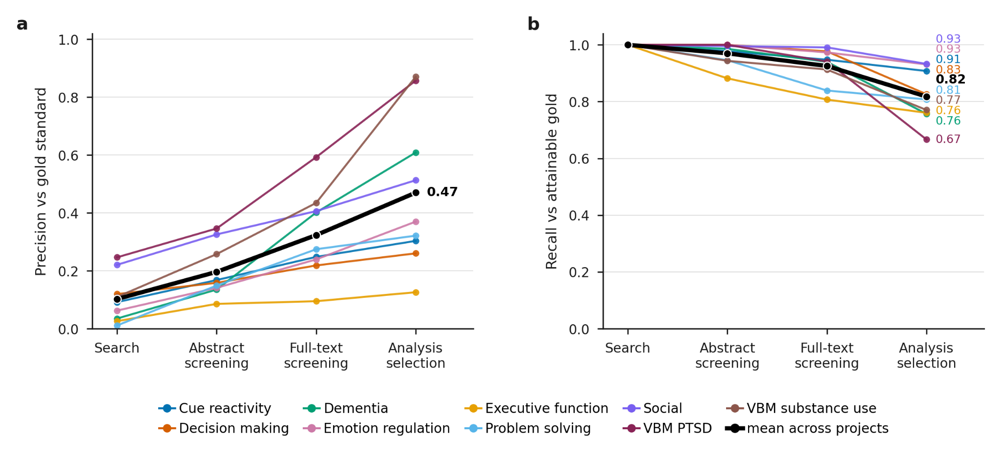 a
Precision vs gold standard
1.0
0.8
0.6
0.4
0.2
0.0
0.47
Search
Abstract
screening
Full-text
screening
Analysis
selection
b
Recall vs attainable gold
1.0
0.8
0.6
0.4
0.2
0.0
0.93
0.93
0.91
0.83
0.82
0.81
0.77
0.76
0.76
0.67
Search
Abstract
screening
Full-text
screening
Analysis
selection
Cue reactivity
Dementia
Executive function
Social
VBM substance use
Decision making
Emotion regulation
Problem solving
VBM PTSD
mean across projects